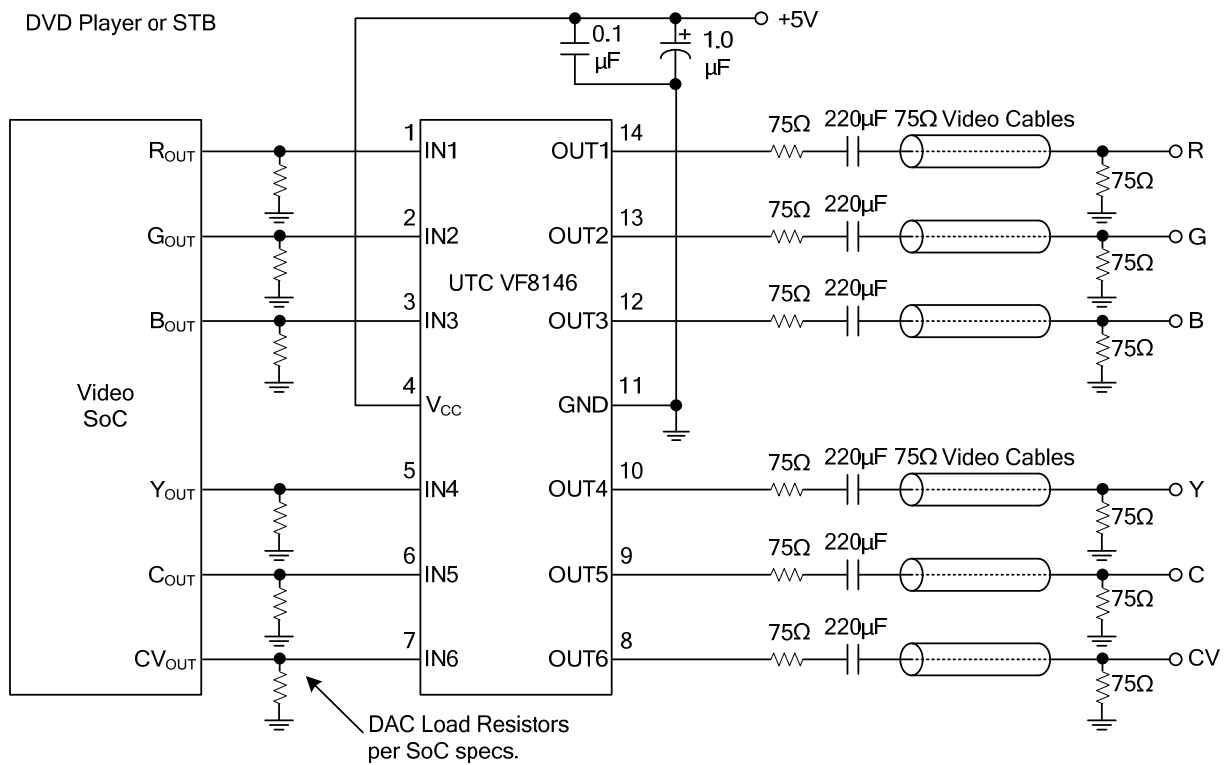 DVD Player or STB
+5V
0.1
µF
+
1.0
µF
Video
SoC
ROUT
GOUT
BOUT
YOUT
COUT
CVOUT
UTC VF8146
1
IN1
2
IN2
3
IN3
4
VCC
5
IN4
6
IN5
7
IN6
14
OUT1
13
OUT2
12
OUT3
11
GND
10
OUT4
9
OUT5
8
OUT6
75Ω 220µF 75Ω Video Cables
R
75Ω
75Ω 220µF
G
75Ω
75Ω 220µF
B
75Ω
75Ω 220µF 75Ω Video Cables
Y
75Ω
75Ω 220µF
C
75Ω
75Ω 220µF
CV
75Ω
DAC Load Resistors
per SoC specs.